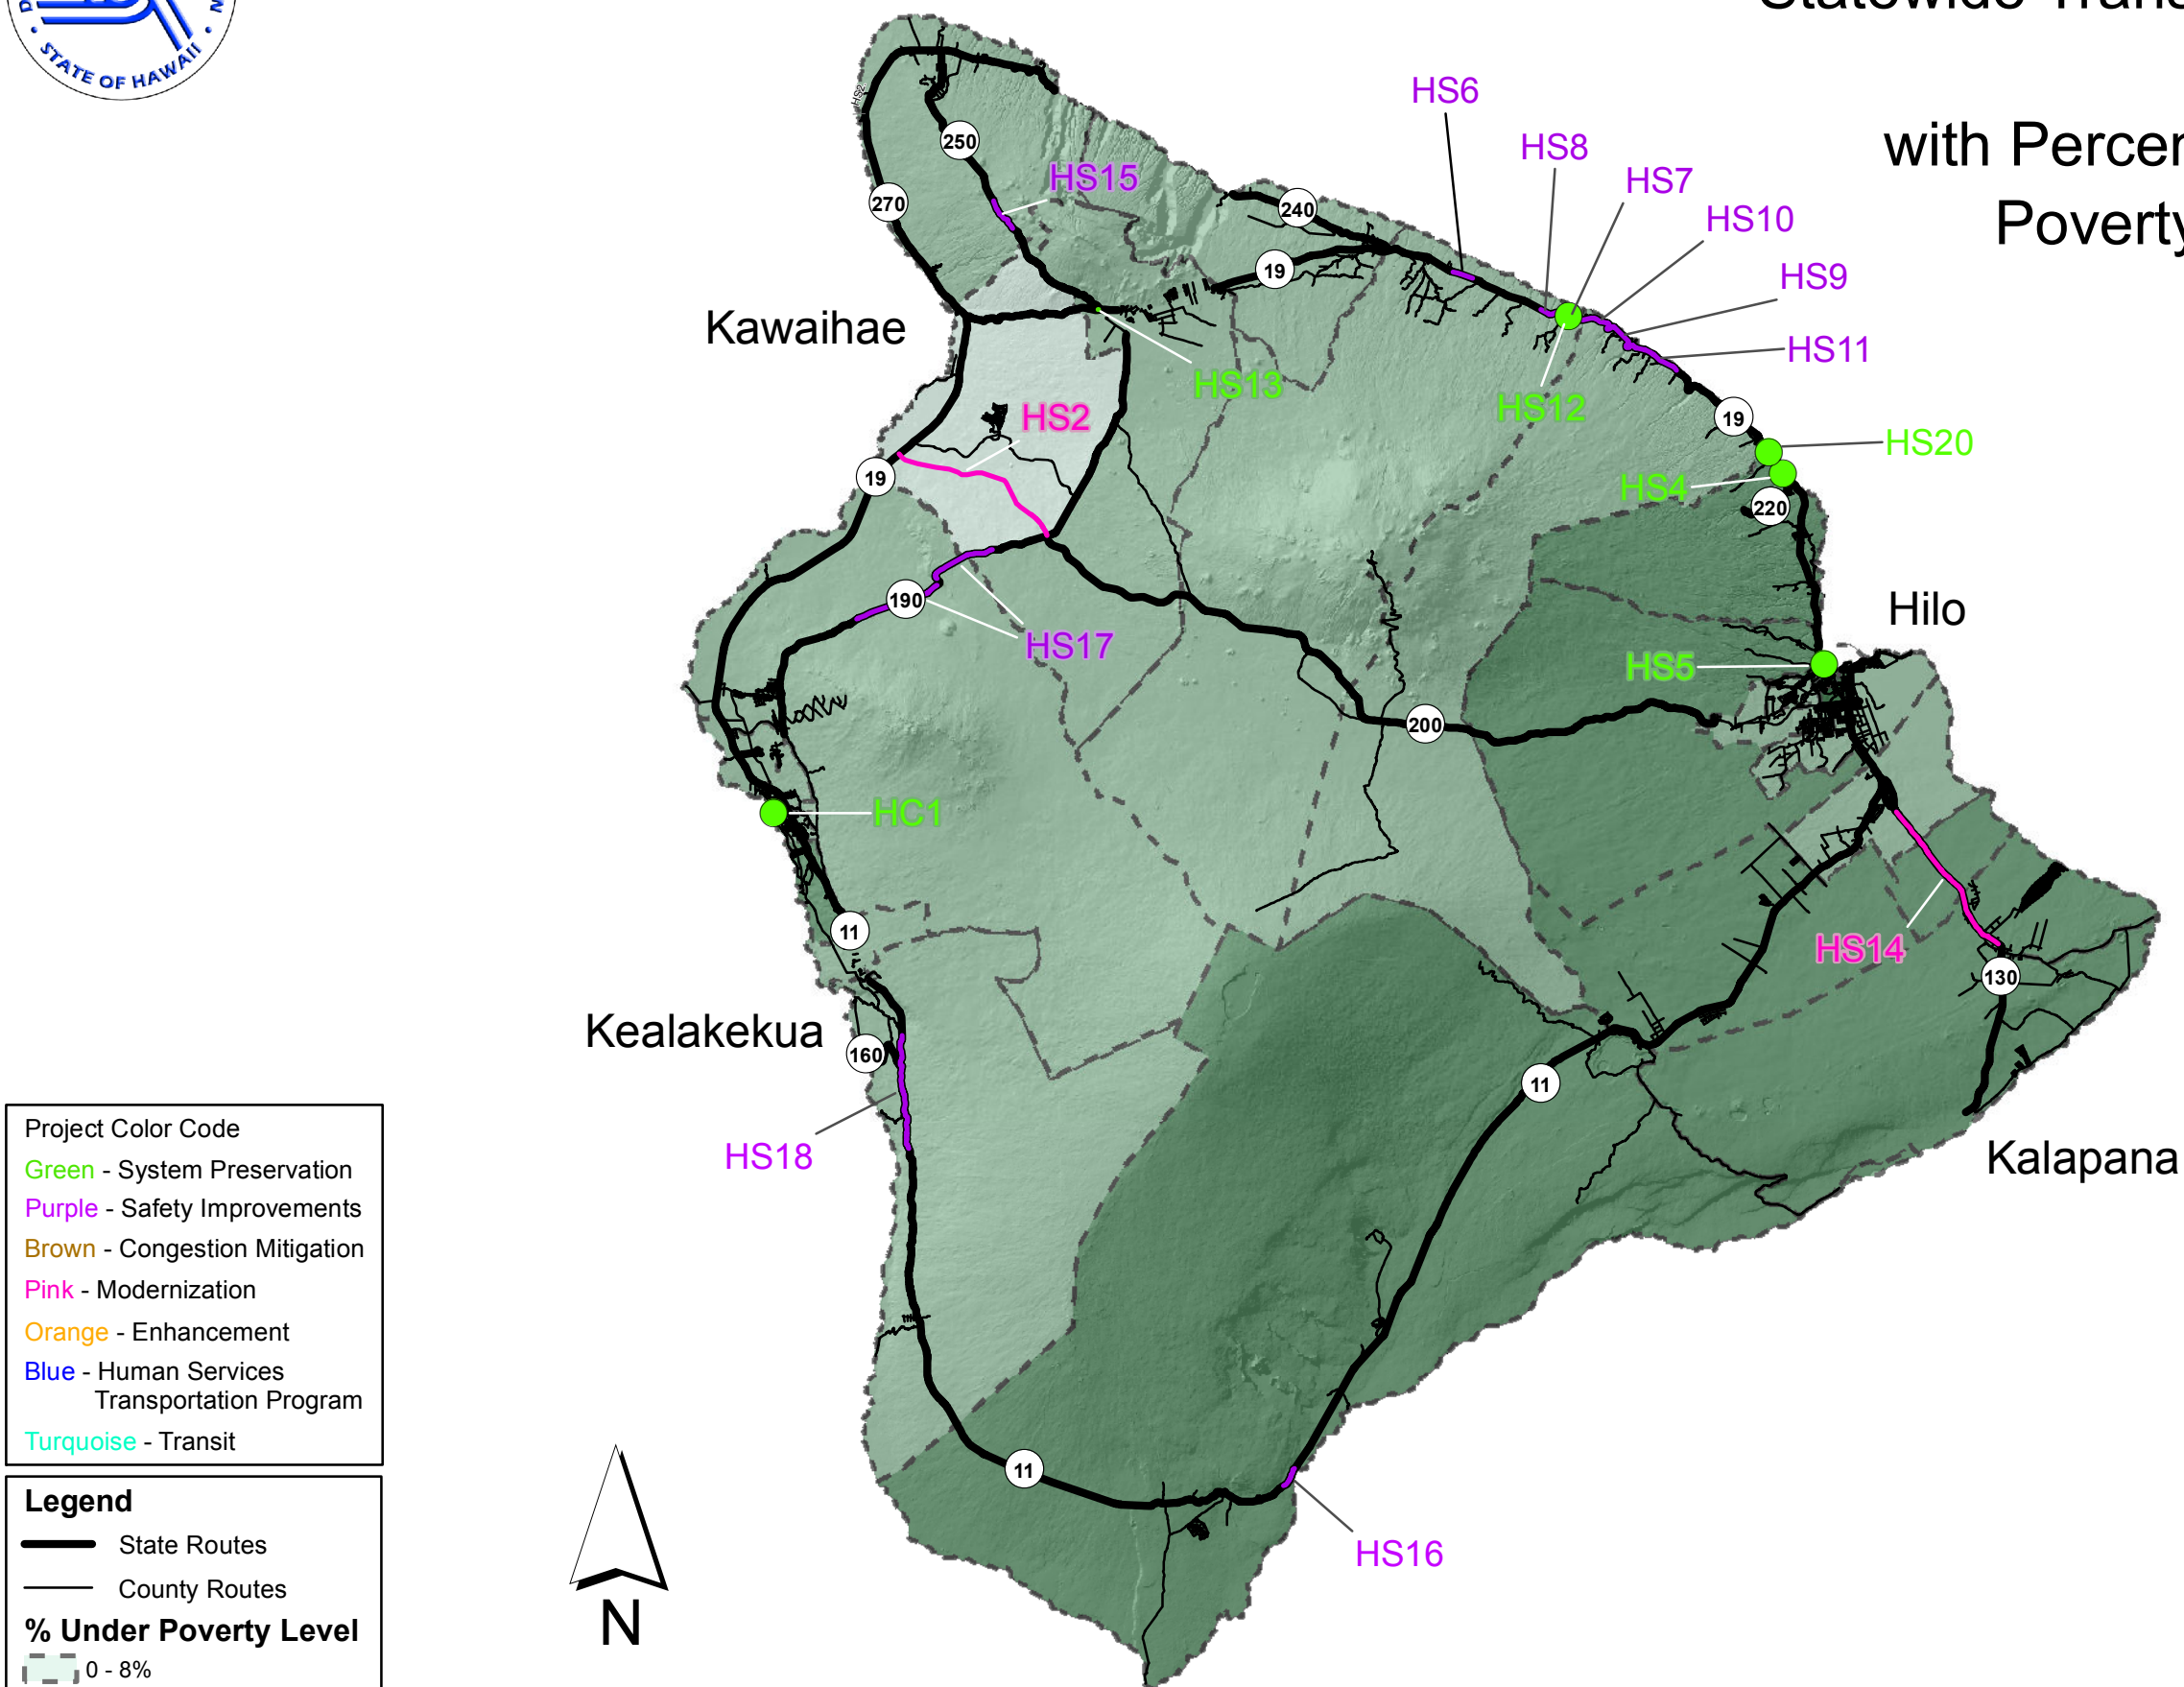 STATE OF HAWAII
with Percen
Poverty
HS2
HS6
HS8
HS7
HS10
HS9
HS11
HS15
250
270
240
19
Kawaihae
HS13
HS12
HS2
19
19
HS20
HS4
220
190
HS17
Hilo
HS5
200
HC1
11
HS14
130
Kealakekua
160
11
HS18
Kalapana
11
HS16
N
Project Color Code
Green - System Preservation
Purple - Safety Improvements
Brown - Congestion Mitigation
Pink - Modernization
Orange - Enhancement
Blue - Human Services
Transportation Program
Turquoise - Transit
Legend
State Routes
County Routes
% Under Poverty Level
0 - 8%